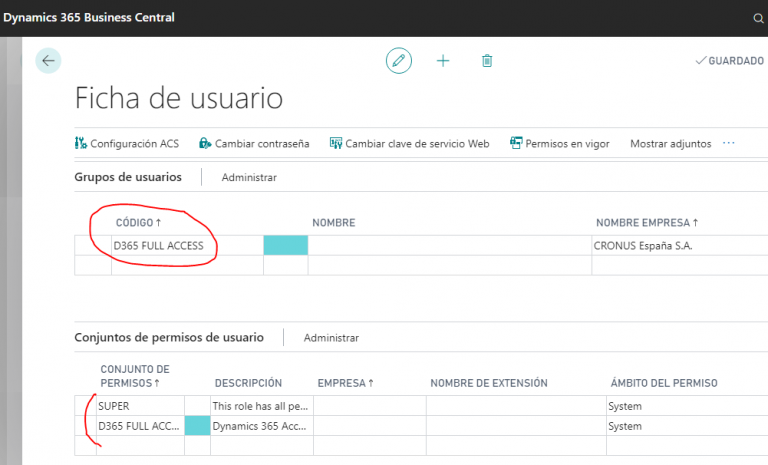 Dynamics 365 Business Central
GUARDADO
Ficha de usuario
Configuración ACS Cambiar contraseña Cambiar clave de servicio Web Permisos en vigor Mostrar adjuntos ...
Grupos de usuarios Administrar
CÓDIGO ↑ NOMBRE NOMBRE EMPRESA ↑
D365 FULL ACCESS CRONUS España S.A.
Conjuntos de permisos de usuario Administrar
CONJUNTO DE
PERMISOS ↑ DESCRIPCIÓN EMPRESA ↑ NOMBRE DE EXTENSIÓN ÁMBITO DEL PERMISO
SUPER This role has all pe... System
D365 FULL ACC... Dynamics 365 Acc... System